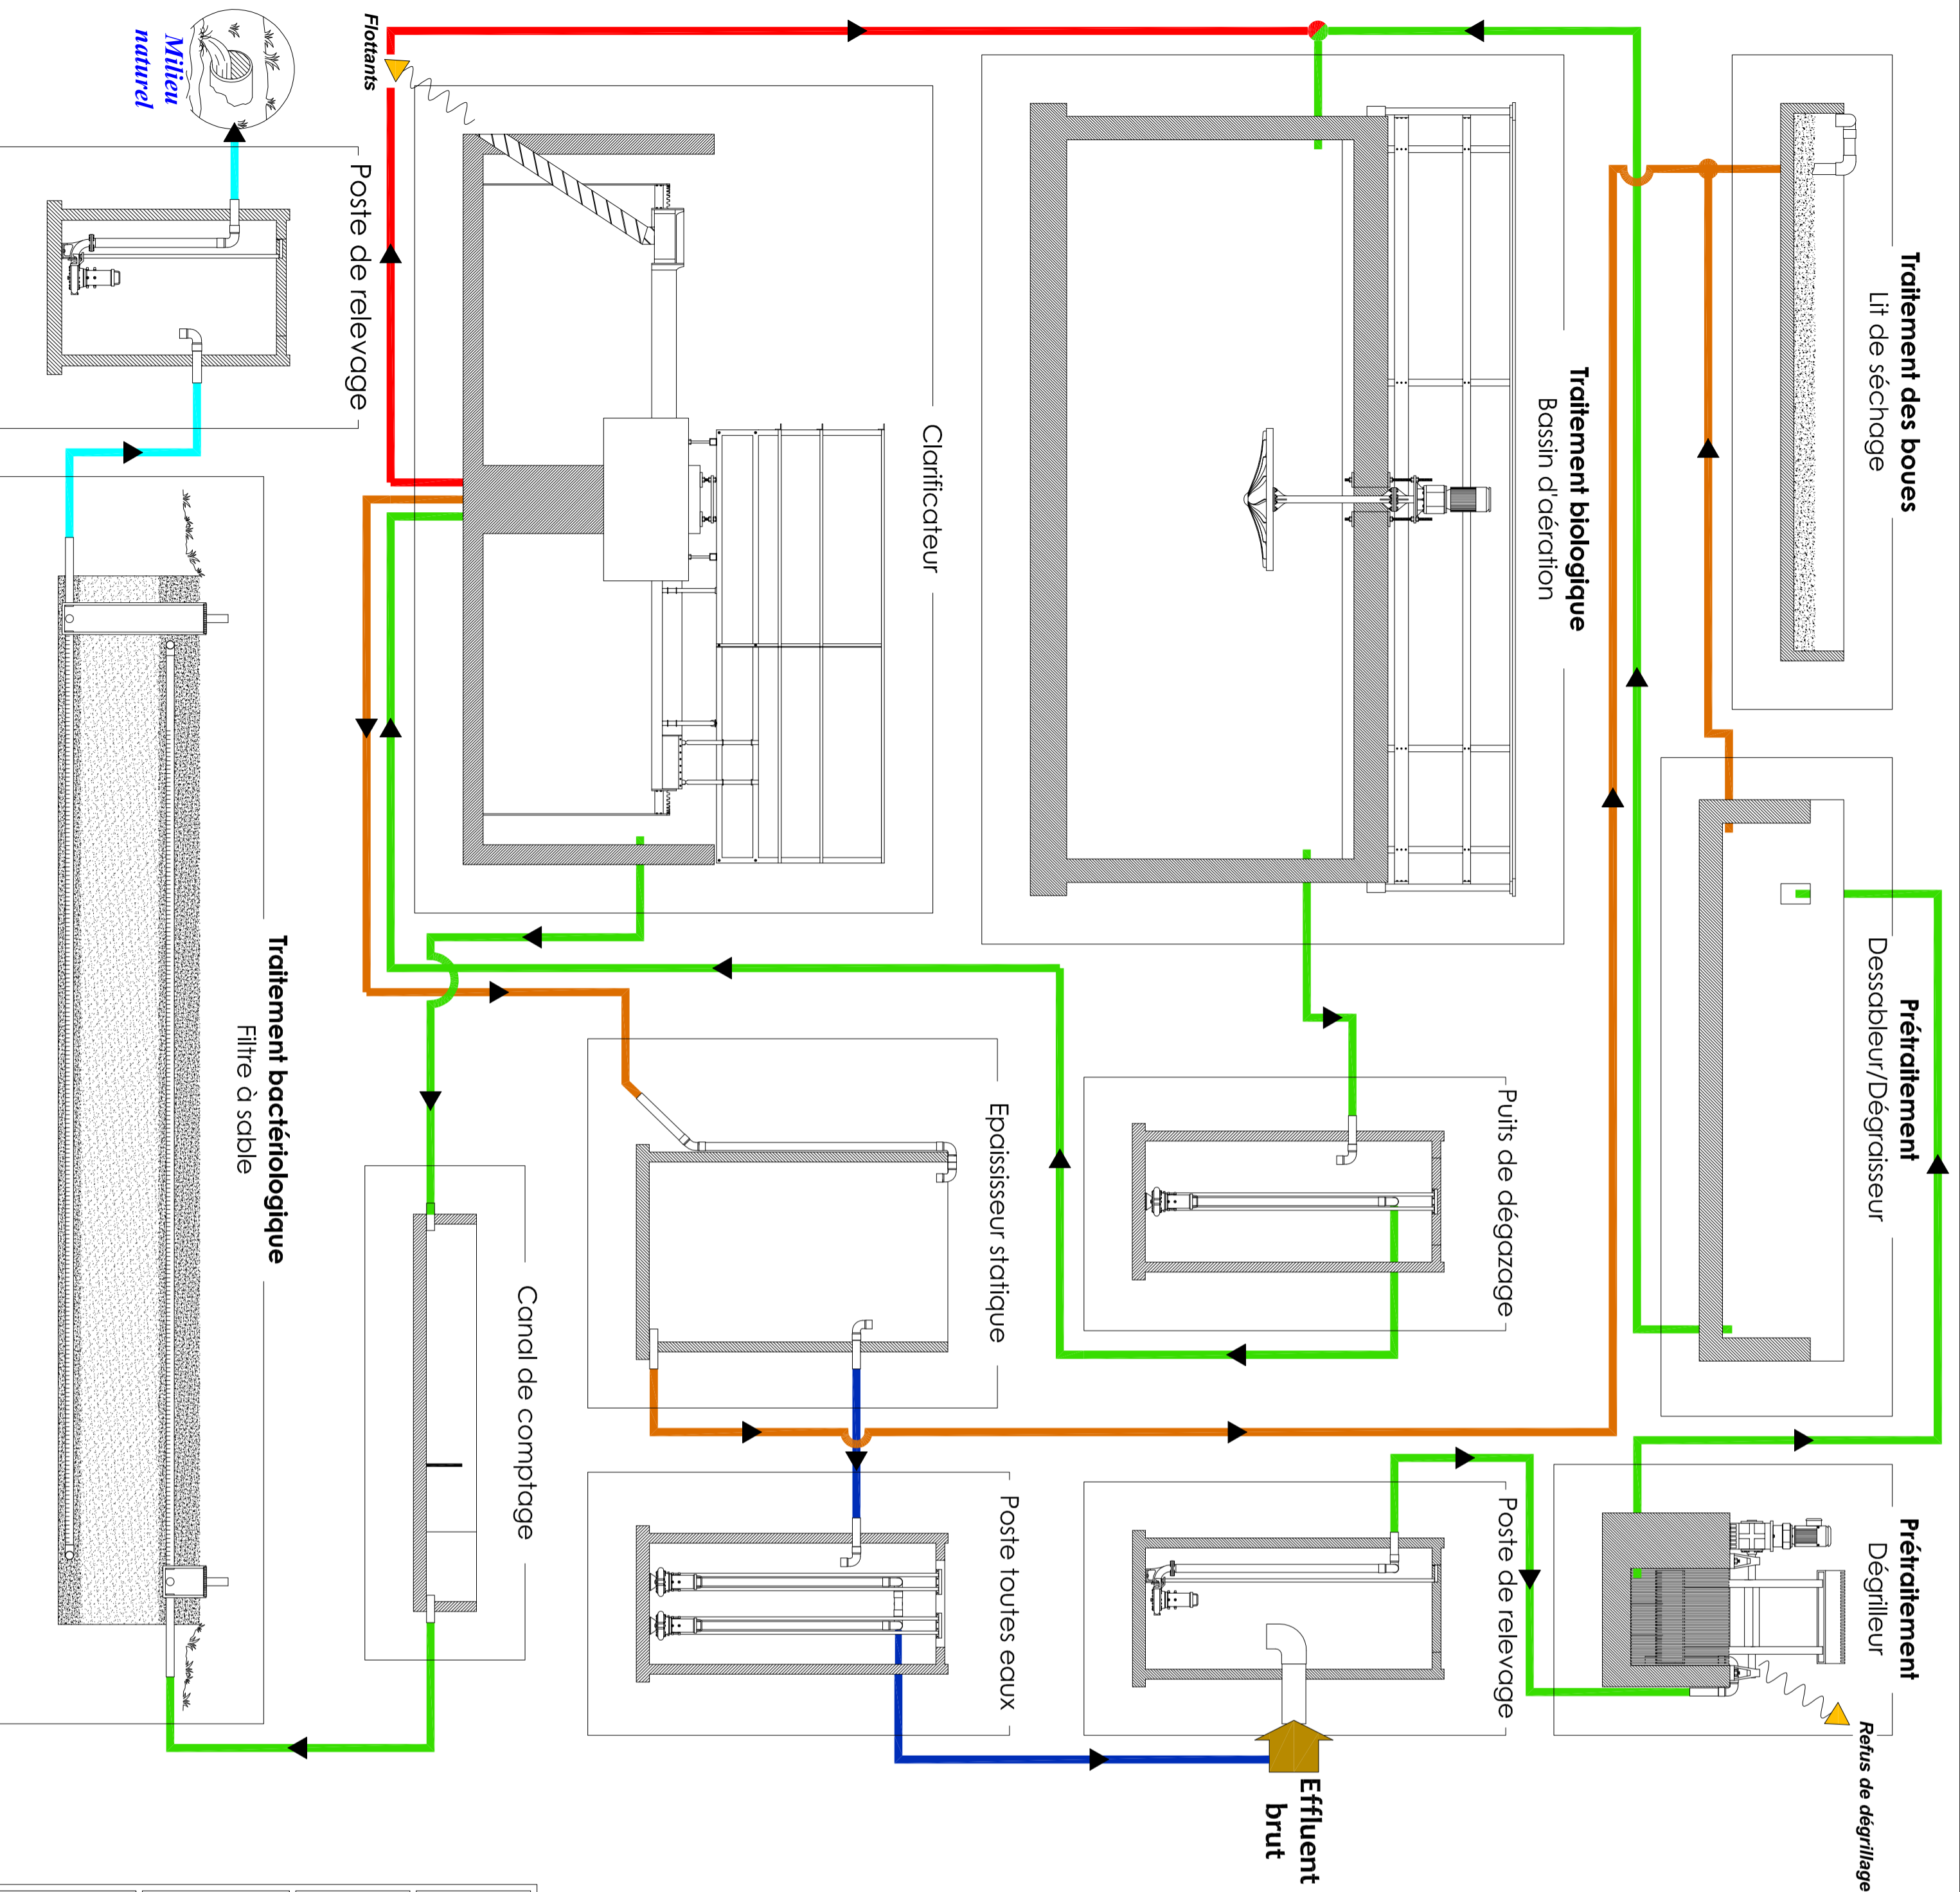 Traitement des boues
Lit de séchage
Prétraitement
Dessableur/Dégraisseur
Prétraitement
Dégrilleur
Refus de dégrillage
Traitement biologique
Bassin d'aération
Puits de dégazage
Poste de relevage
Effluent
brut
Clarificateur
Epaississeur statique
Poste toutes eaux
Flottants
Canal de comptage
Poste de relevage
Traitement bactériologique
Filtre à sable
Milieu
naturel